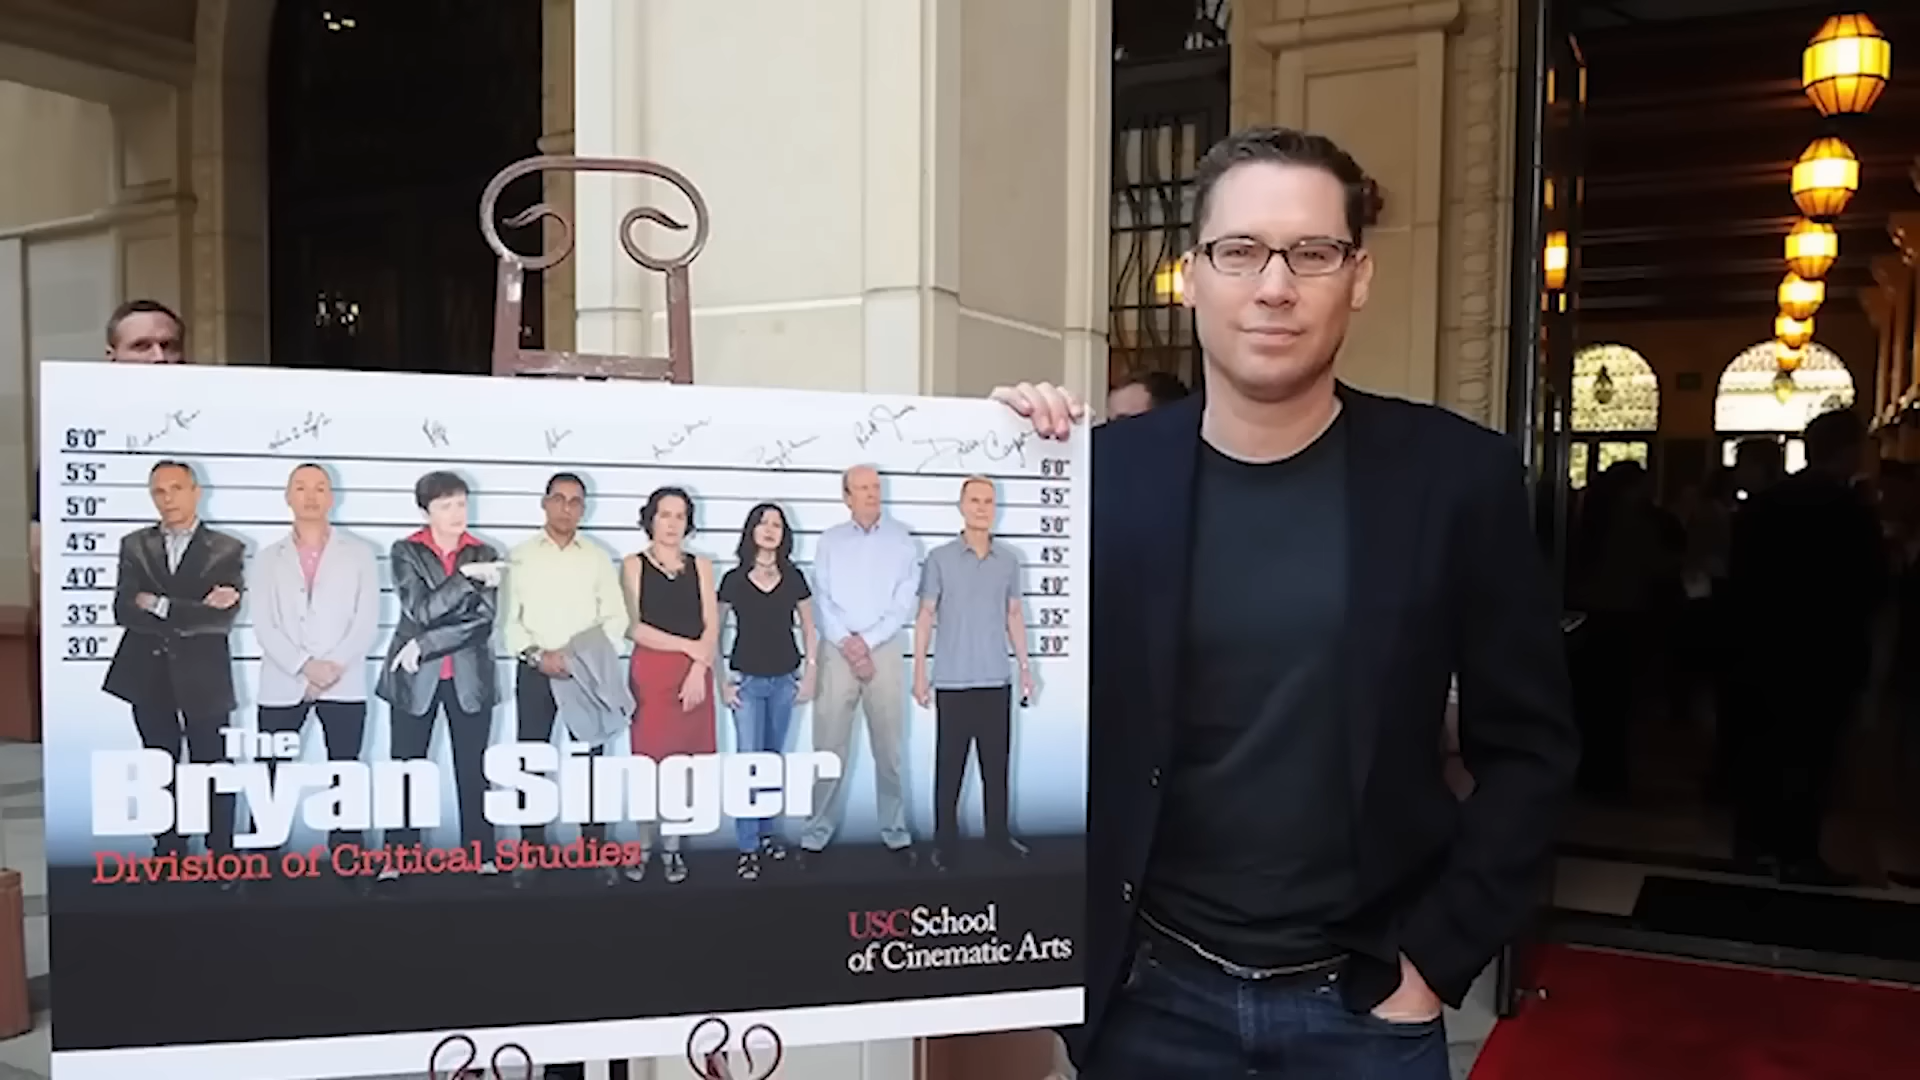 6'0"
5'5"
5'0"
4'5"
4'0"
3'5"
3'0"
6'0"
5'5"
5'0"
4'5"
4'0"
3'5"
3'0"
The
Bryan Singer
Division of Critical Studies
USC School
of Cinematic Arts